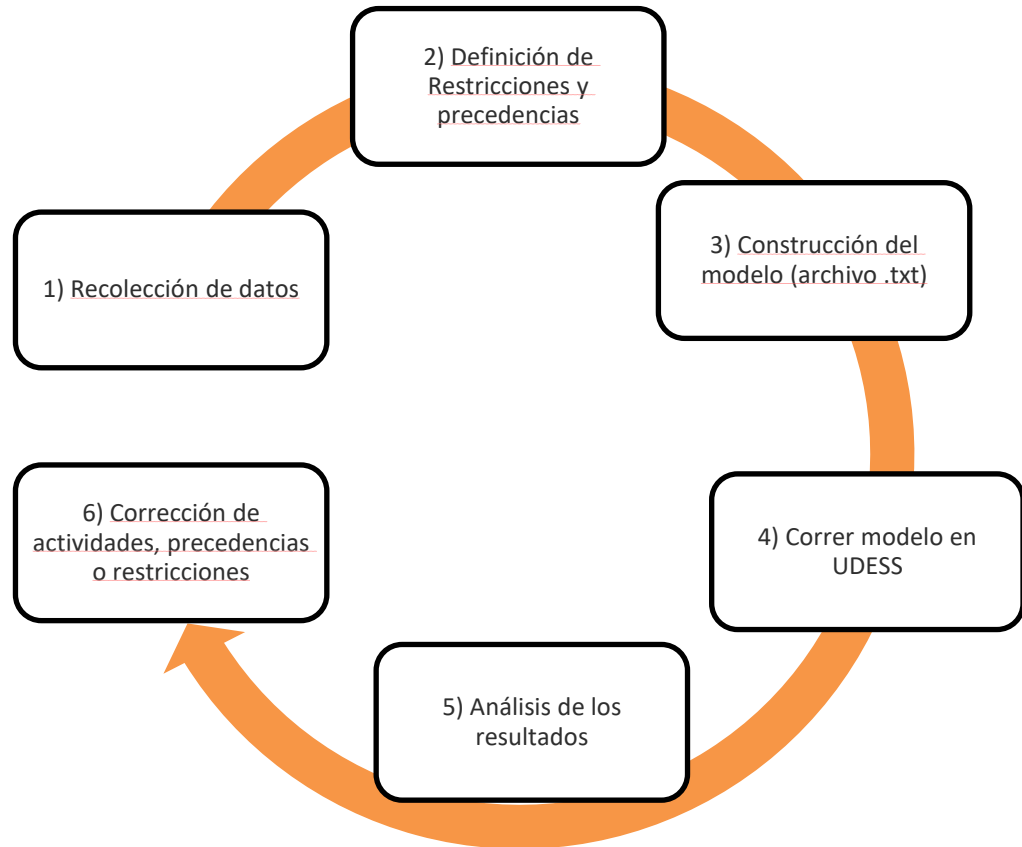 1) Recolección de datos
2) Definición de
Restricciones y
precedencias
3) Construcción del
modelo (archivo .txt)
4) Correr modelo en
UDESS
5) Análisis de los
resultados
6) Corrección de
actividades, precedencias
o restricciones